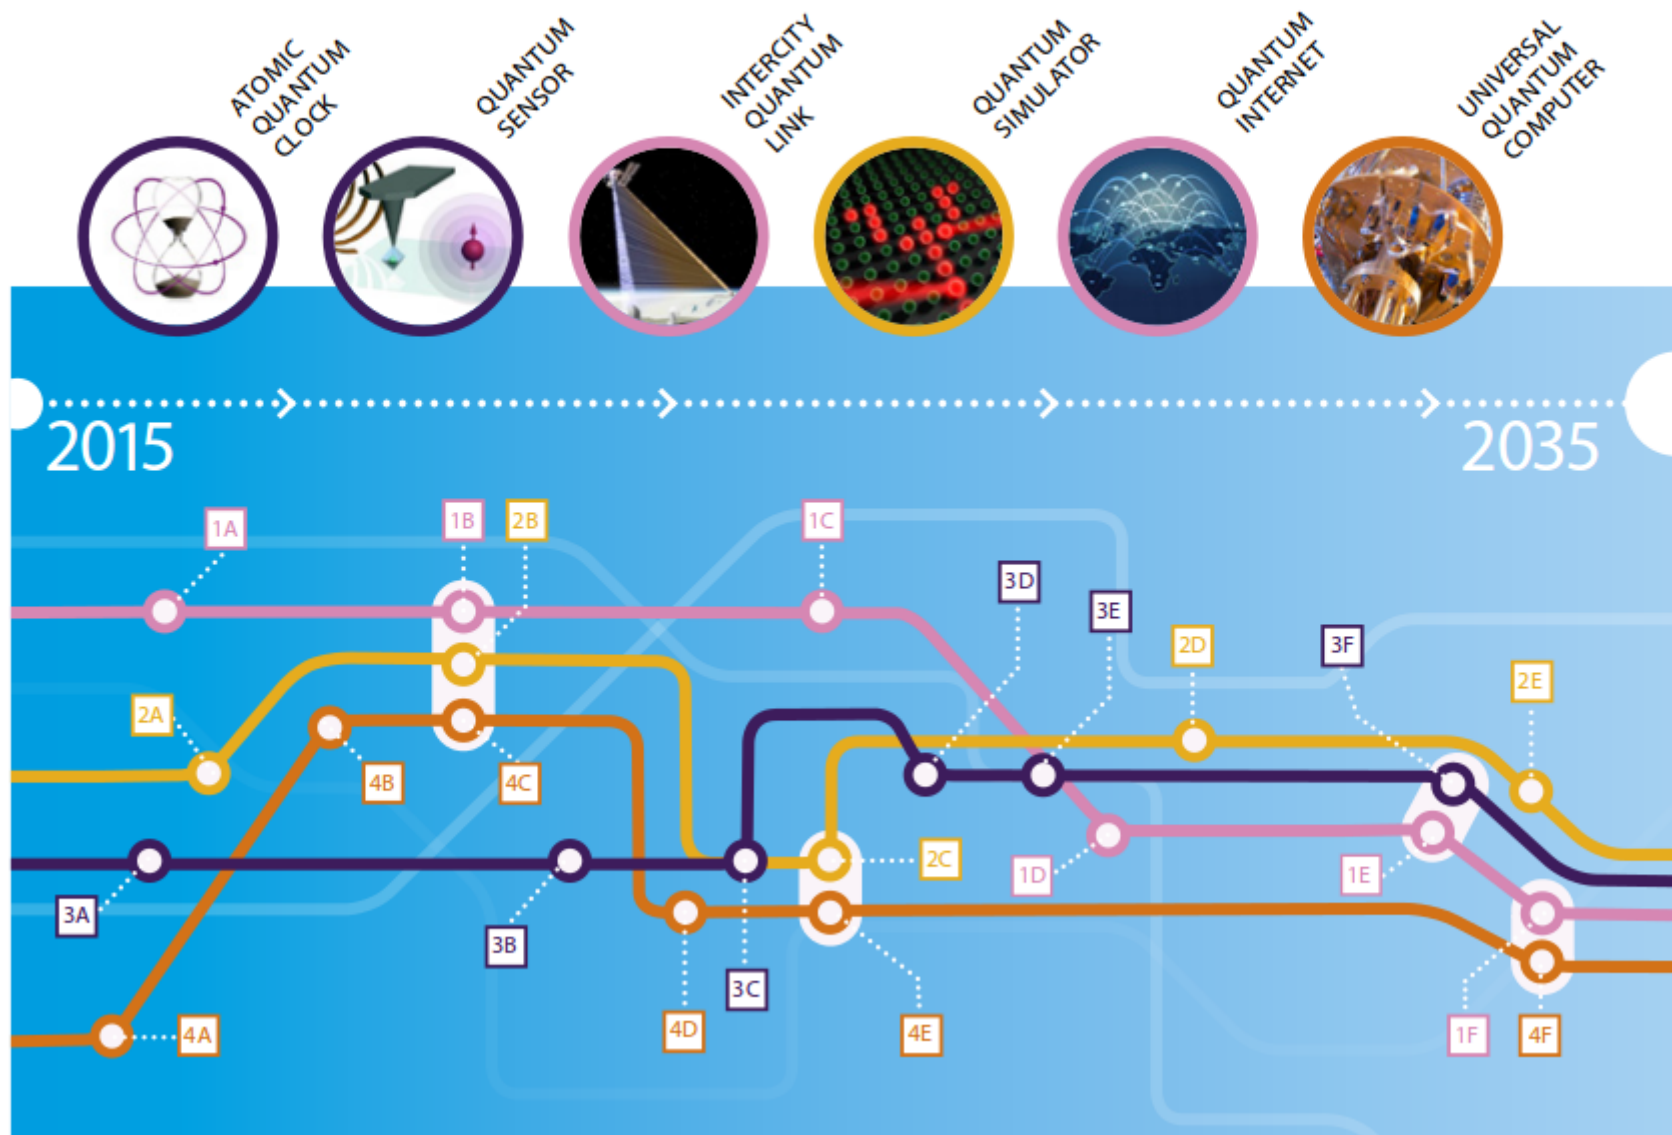 ATOMIC
QUANTUM
CLOCK
QUANTUM
SENSOR
INTERCITY
QUANTUM
LINK
QUANTUM
SIMULATOR
QUANTUM
INTERNET
UNIVERSAL
QUANTUM
COMPUTER
2015
2035
1A
1B
2B
1C
3D
3E
3F
2D
2E
2A
4B
4C
2C
1D
1E
3A
3B
3C
4A
4D
4E
1F
4F